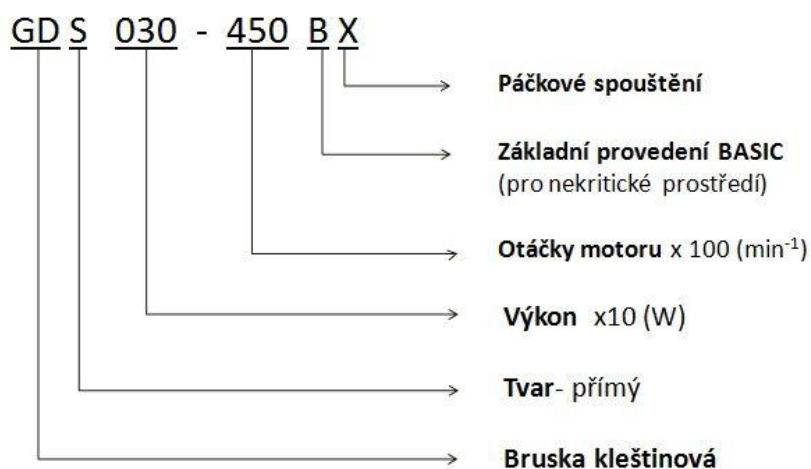 GD S 030 - 450 B X
Páčkové spouštění
Základní provedení BASIC
(pro nekritické prostředí)
Otáčky motoru x 100 (min⁻¹)
Výkon x10 (W)
Tvar- přímý
Bruska kleštinová